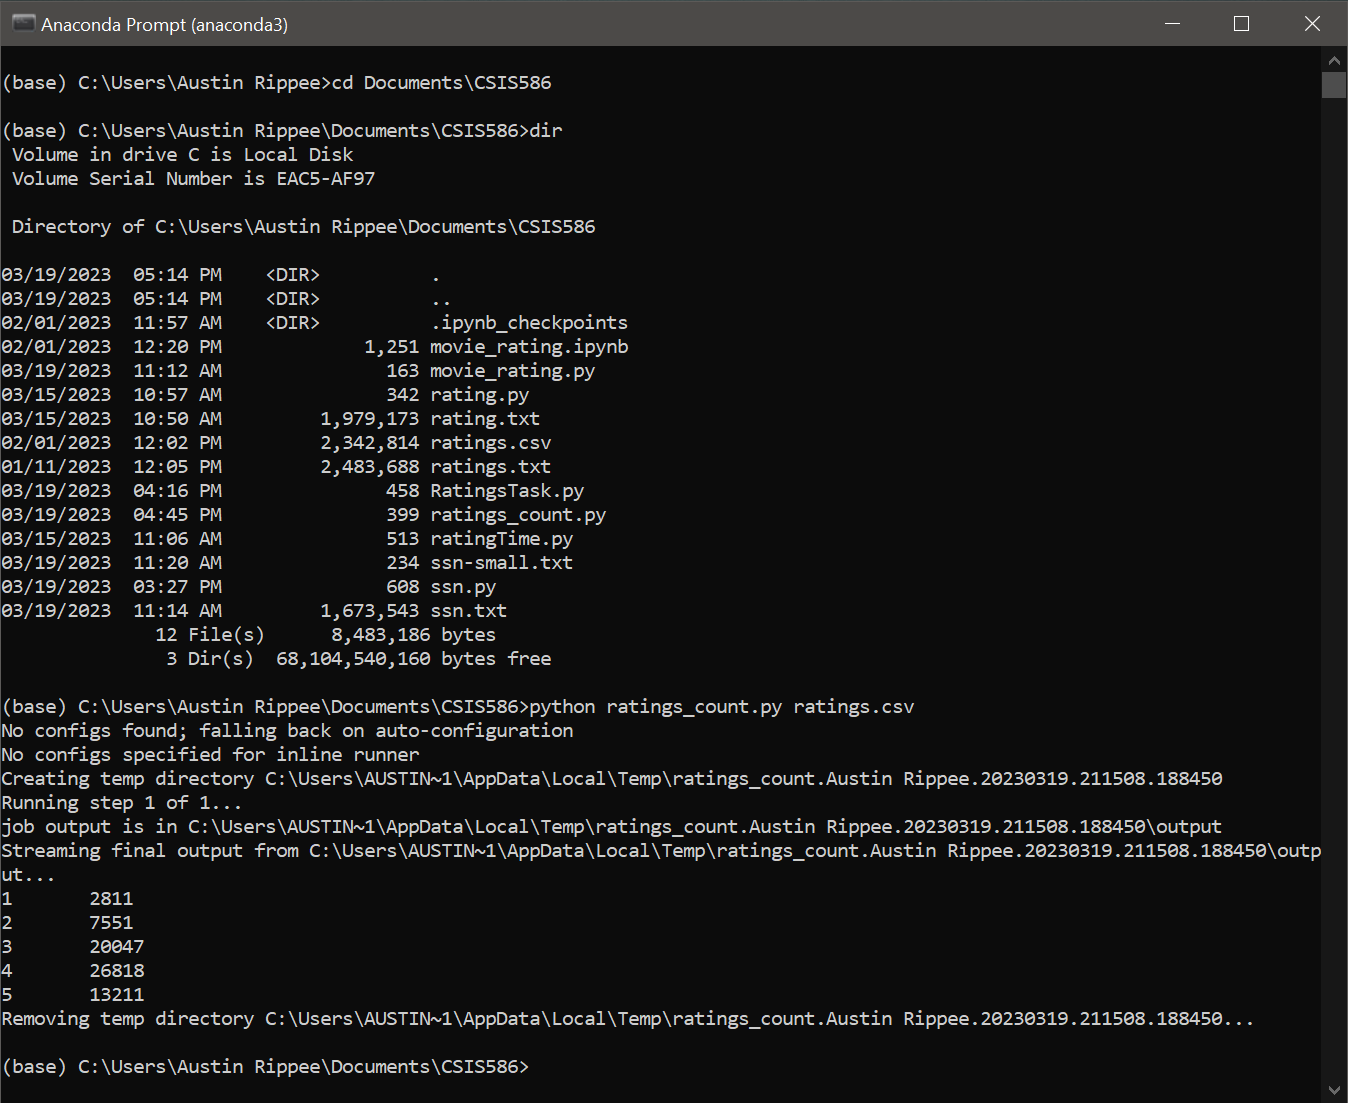 Anaconda Prompt (anaconda3)
(base) C:\Users\Austin Rippee>cd Documents\CSIS586
(base) C:\Users\Austin Rippee\Documents\CSIS586>dir
 Volume in drive C is Local Disk
 Volume Serial Number is EAC5-AF97
 Directory of C:\Users\Austin Rippee\Documents\CSIS586
03/19/2023  05:14 PM    <DIR>          .
03/19/2023  05:14 PM    <DIR>          ..
02/01/2023  11:57 AM    <DIR>          .ipynb_checkpoints
02/01/2023  12:20 PM             1,251 movie_rating.ipynb
03/19/2023  11:12 AM               163 movie_rating.py
03/15/2023  10:57 AM               342 rating.py
03/15/2023  10:50 AM         1,979,173 rating.txt
02/01/2023  12:02 PM         2,342,814 ratings.csv
01/11/2023  12:05 PM         2,483,688 ratings.txt
03/19/2023  04:16 PM               458 RatingsTask.py
03/19/2023  04:45 PM               399 ratings_count.py
03/15/2023  11:06 AM               513 ratingTime.py
03/19/2023  11:20 AM               234 ssn-small.txt
03/19/2023  03:27 PM               608 ssn.py
03/19/2023  11:14 AM         1,673,543 ssn.txt
              12 File(s)      8,483,186 bytes
               3 Dir(s)  68,104,540,160 bytes free
(base) C:\Users\Austin Rippee\Documents\CSIS586>python ratings_count.py ratings.csv
No configs found; falling back on auto-configuration
No configs specified for inline runner
Creating temp directory C:\Users\AUSTIN~1\AppData\Local\Temp\ratings_count.Austin Rippee.20230319.211508.188450
Running step 1 of 1...
job output is in C:\Users\AUSTIN~1\AppData\Local\Temp\ratings_count.Austin Rippee.20230319.211508.188450\output
Streaming final output from C:\Users\AUSTIN~1\AppData\Local\Temp\ratings_count.Austin Rippee.20230319.211508.188450\outp
ut...
1       2811
2       7551
3       20047
4       26818
5       13211
Removing temp directory C:\Users\AUSTIN~1\AppData\Local\Temp\ratings_count.Austin Rippee.20230319.211508.188450...
(base) C:\Users\Austin Rippee\Documents\CSIS586>